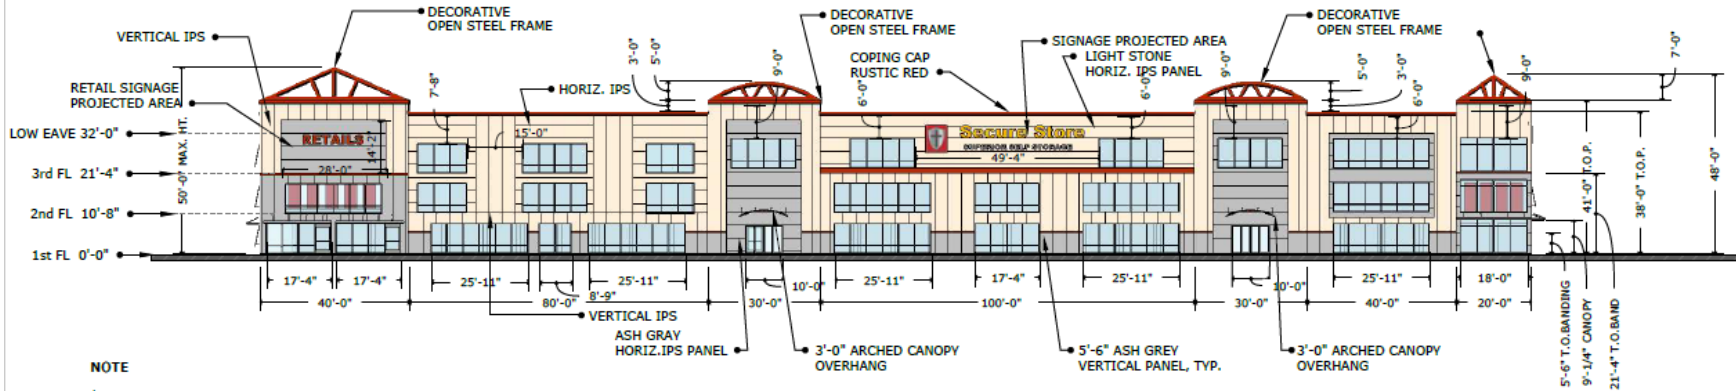 DECORATIVE
OPEN STEEL FRAME
DECORATIVE
OPEN STEEL FRAME
DECORATIVE
OPEN STEEL FRAME
VERTICAL IPS
SIGNAGE PROJECTED AREA
LIGHT STONE
HORIZ. IPS PANEL
COPING CAP
RUSTIC RED
RETAIL SIGNAGE
PROJECTED AREA
HORIZ. IPS
3'-0"
5'-0"
9'-0"
7'-8"
6'-0"
6'-0"
9'-0"
5'-0"
3'-0"
6'-0"
9'-0"
7'-0"
LOW EAVE 32'-0"
3rd FL 21'-4"
2nd FL 10'-8"
1st FL 0'-0"
50'-0" MAX. HT.
RETAILS
14'-2"
28'-0"
15'-0"
Secure Store
SUPERIOR SELF STORAGE
49'-4"
41'-0" T.O.P.
38'-0" T.O.P.
48'-0"
17'-4"
17'-4"
25'-11"
8'-9"
25'-11"
10'-0"
25'-11"
17'-4"
25'-11"
10'-0"
25'-11"
18'-0"
40'-0"
80'-0"
30'-0"
100'-0"
30'-0"
40'-0"
20'-0"
VERTICAL IPS
ASH GRAY
HORIZ.IPS PANEL
3'-0" ARCHED CANOPY
OVERHANG
5'-6" ASH GREY
VERTICAL PANEL, TYP.
3'-0" ARCHED CANOPY
OVERHANG
5'-6" T.O.BANDING
9'-1/4" CANOPY
21'-4" T.O.BAND
NOTE